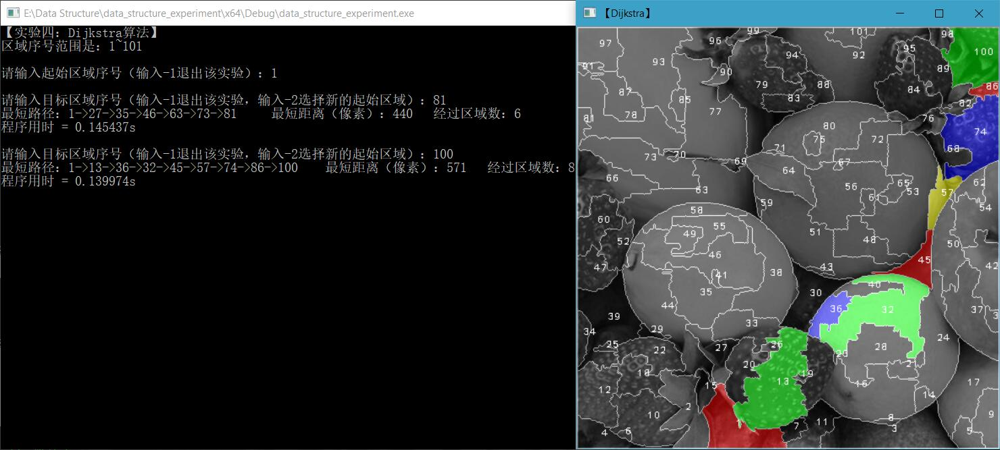 E:\Data Structure\data_structure_experiment\x64\Debug\data_structure_experiment.exe
【实验四：Dijkstra算法】
区域序号范围是：1~101
请输入起始区域序号（输入-1退出该实验）：1
请输入目标区域序号（输入-1退出该实验，输入-2选择新的起始区域）：81
最短路径：1->27->35->46->63->73->81 最短距离（像素）：440 经过区域数：6
程序用时 = 0.145437s
请输入目标区域序号（输入-1退出该实验，输入-2选择新的起始区域）：100
最短路径：1->13->36->32->45->57->74->86->100 最短距离（像素）：571 经过区域数：8
程序用时 = 0.139974s
【Dijkstra】
99 101 98
97 96 92 95 100
93 94
91 90 89
87 79 88 84 86
85 83 82
81 78 77 76
80 74
75 72
71 68
73 70 69 67
66 64 65 62
63 56 61 53 57
58 59 54
60 55
52 49 51 48 50
46 45
47 41 38 43 42
35 40
44 30 36 32 37
39 33
34 29 24
25 22 27 26 28
18 20 19 23 21
12 15 13 16 17
14
10 2 9
1 11 8
4 6 7 3 5